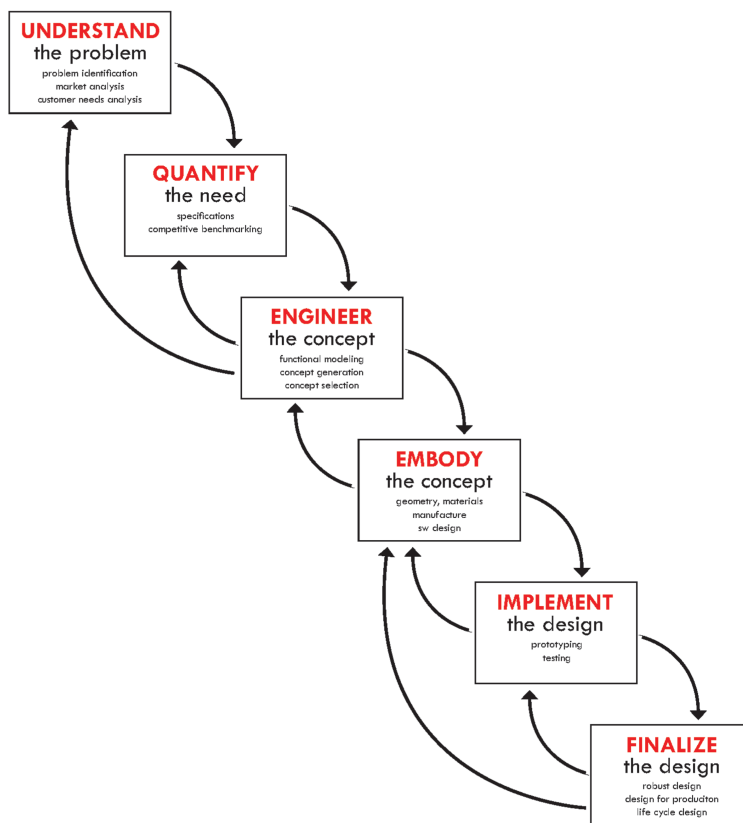 UNDERSTAND
the problem
problem identification
market analysis
customer needs analysis
QUANTIFY
the need
specifications
competitive benchmarking
ENGINEER
the concept
functional modeling
concept generation
concept selection
EMBODY
the concept
geometry, materials
manufacture
sw design
IMPLEMENT
the design
prototyping
testing
FINALIZE
the design
robust design
design for produciton
life cycle design